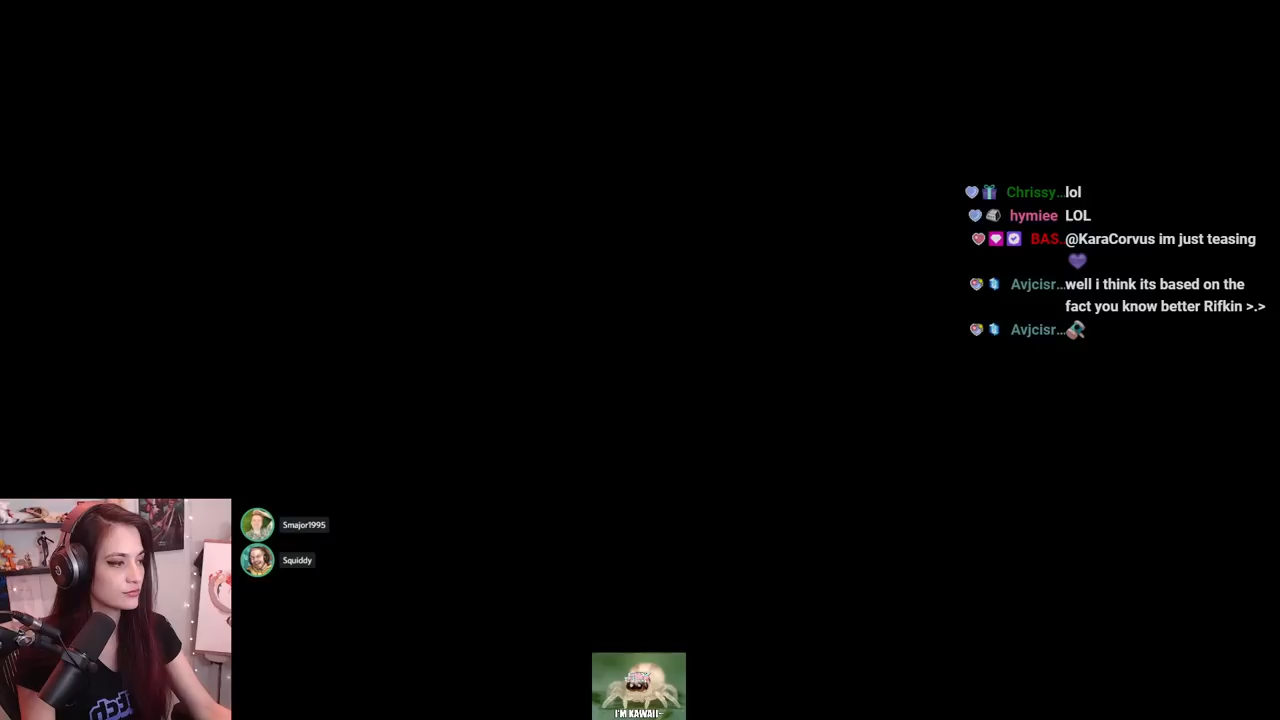 Chrissy... lol
hymiee LOL
BAS. @KaraCorvus im just teasing
Avjcisr... well i think its based on the
fact you know better Rifkin >.>
Avjcisr...
Smajor1995
Squiddy
I'M KAWAII~